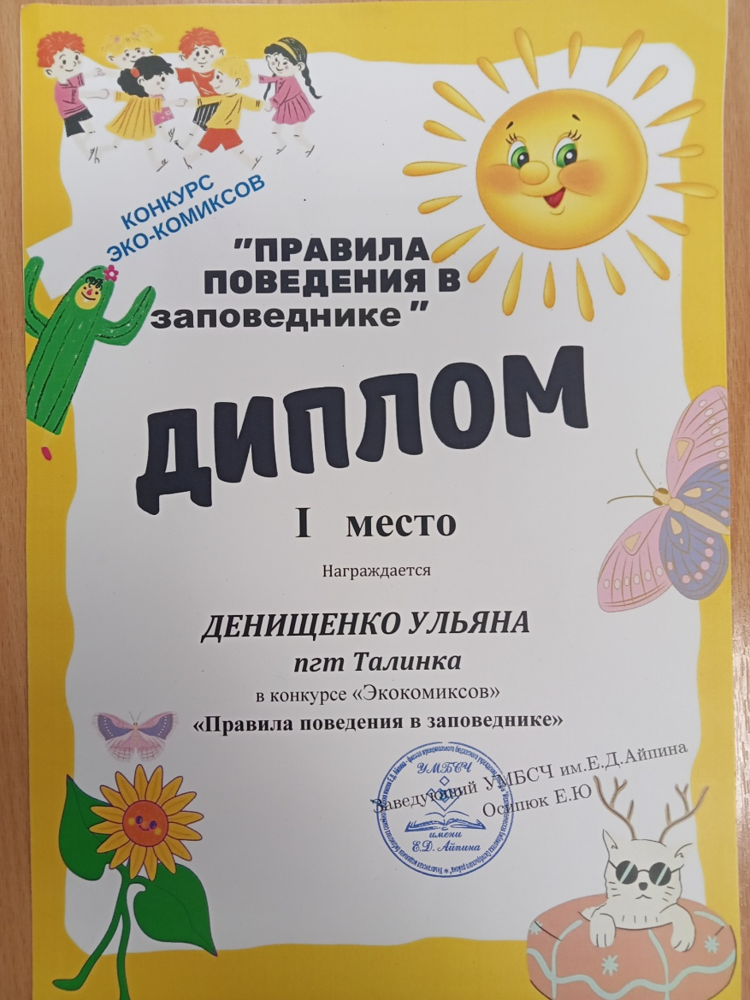 КОНКУРС
ЭКО-КОМИКСОВ
"ПРАВИЛА
ПОВЕДЕНИЯ В
заповеднике"
ДИПЛОМ
I место
Награждается
ДЕНИЩЕНКО УЛЬЯНА
пгт Талинка
в конкурсе «Экокомиксов»
«Правила поведения в заповеднике»
Заведующий УМБСЧ им.Е.Д.Айпина
Осипюк Е.Ю
УМБСЧ
имени
Е.Д. Айпина